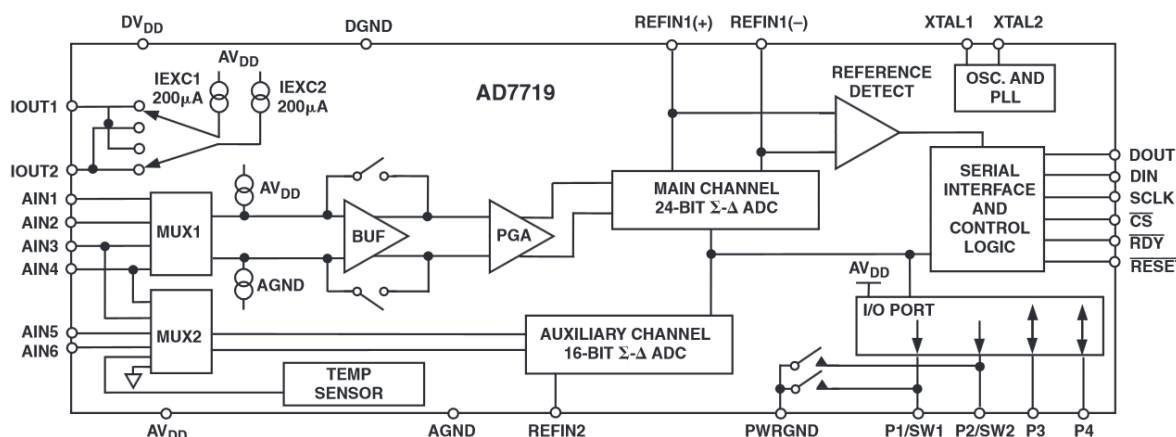 DVDD
DGND
REFIN1(+)
REFIN1(–)
XTAL1
XTAL2
AVDD
IEXC1
200μA
IEXC2
200μA
AD7719
REFERENCE
DETECT
OSC. AND
PLL
IOUT1
IOUT2
AIN1
AIN2
AIN3
AIN4
AIN5
AIN6
MUX1
AVDD
AGND
BUF
PGA
MAIN CHANNEL
24-BIT Σ-Δ ADC
SERIAL
INTERFACE
AND
CONTROL
LOGIC
DOUT
DIN
SCLK
CS
RDY
RESET
MUX2
AUXILIARY CHANNEL
16-BIT Σ-Δ ADC
AVDD
I/O PORT
TEMP
SENSOR
AVDD
AGND
REFIN2
PWRGND
P1/SW1
P2/SW2
P3
P4